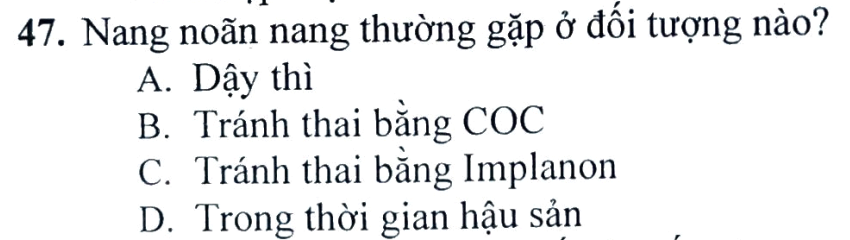 47. Nang noãn nang thường gặp ở đối tượng nào?
A. Dậy thì
B. Tránh thai bằng COC
C. Tránh thai bằng Implanon
D. Trong thời gian hậu sản